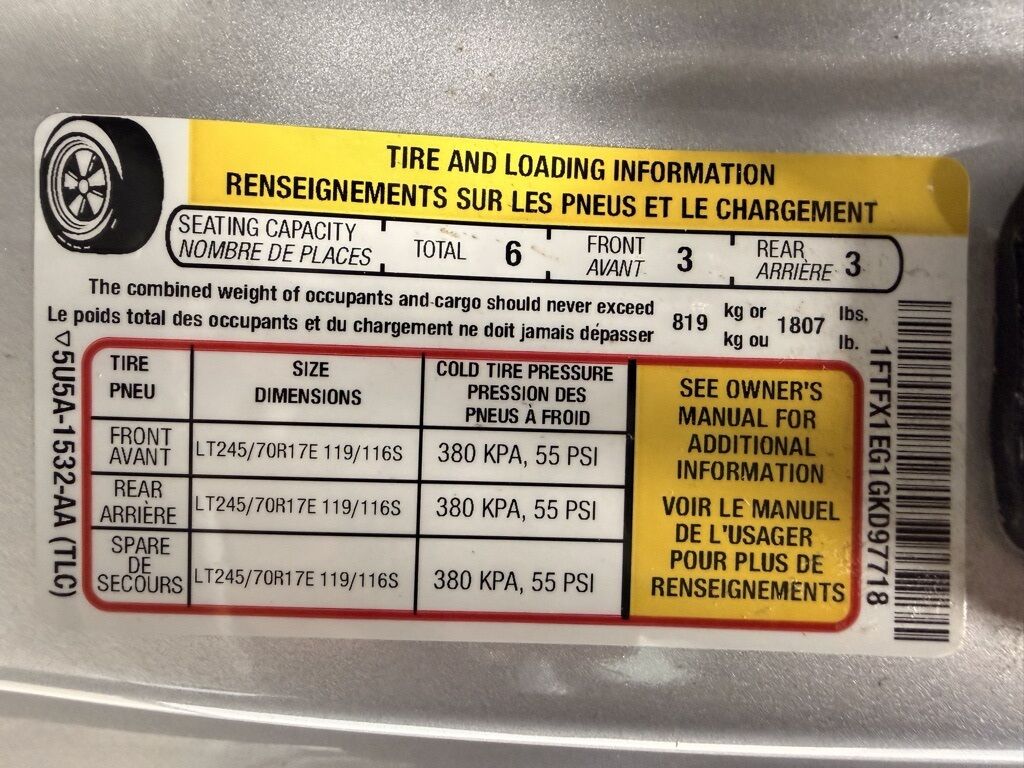 TIRE AND LOADING INFORMATION
RENSEIGNEMENTS SUR LES PNEUS ET LE CHARGEMENT
SEATING CAPACITY
NOMBRE DE PLACES
TOTAL 6
FRONT
AVANT 3
REAR
ARRIÈRE 3
The combined weight of occupants and cargo should never exceed 819 kg or 1807 lbs.
Le poids total des occupants et du chargement ne doit jamais dépasser kg ou lb.
TIRE
PNEU
SIZE
DIMENSIONS
COLD TIRE PRESSURE
PRESSION DES
PNEUS À FROID
FRONT
AVANT
LT245/70R17E 119/116S
380 KPA, 55 PSI
REAR
ARRIÈRE
LT245/70R17E 119/116S
380 KPA, 55 PSI
SPARE
DE
SECOURS
LT245/70R17E 119/116S
380 KPA, 55 PSI
SEE OWNER'S
MANUAL FOR
ADDITIONAL
INFORMATION
VOIR LE MANUEL
DE L'USAGER
POUR PLUS DE
RENSEIGNEMENTS
5U5A-1532-AA (TLC)
1FTFX1EG1GKD97718